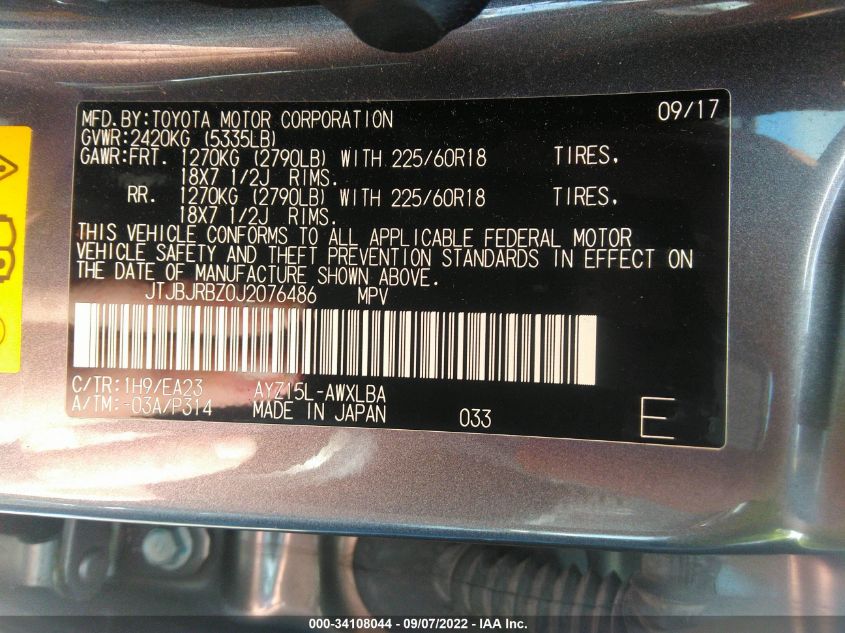 MFD.BY:TOYOTA MOTOR CORPORATION 09/17
GVWR:2420KG (5335LB)
GAWR:FRT. 1270KG (2790LB) WITH 225/60R18 TIRES.
18X7 1/2J RIMS.
RR. 1270KG (2790LB) WITH 225/60R18 TIRES.
18X7 1/2J RIMS.
THIS VEHICLE CONFORMS TO ALL APPLICABLE FEDERAL MOTOR
VEHICLE SAFETY AND THEFT PREVENTION STANDARDS IN EFFECT ON
THE DATE OF MANUFACTURE SHOWN ABOVE.
JTJBJRBZ0J2076486 MPV
C/TR:1H9/EA23 AYZ15L-AWXLBA
A/TM:-03A/P314 MADE IN JAPAN 033 E
000-34108044 - 09/07/2022 - IAA Inc.